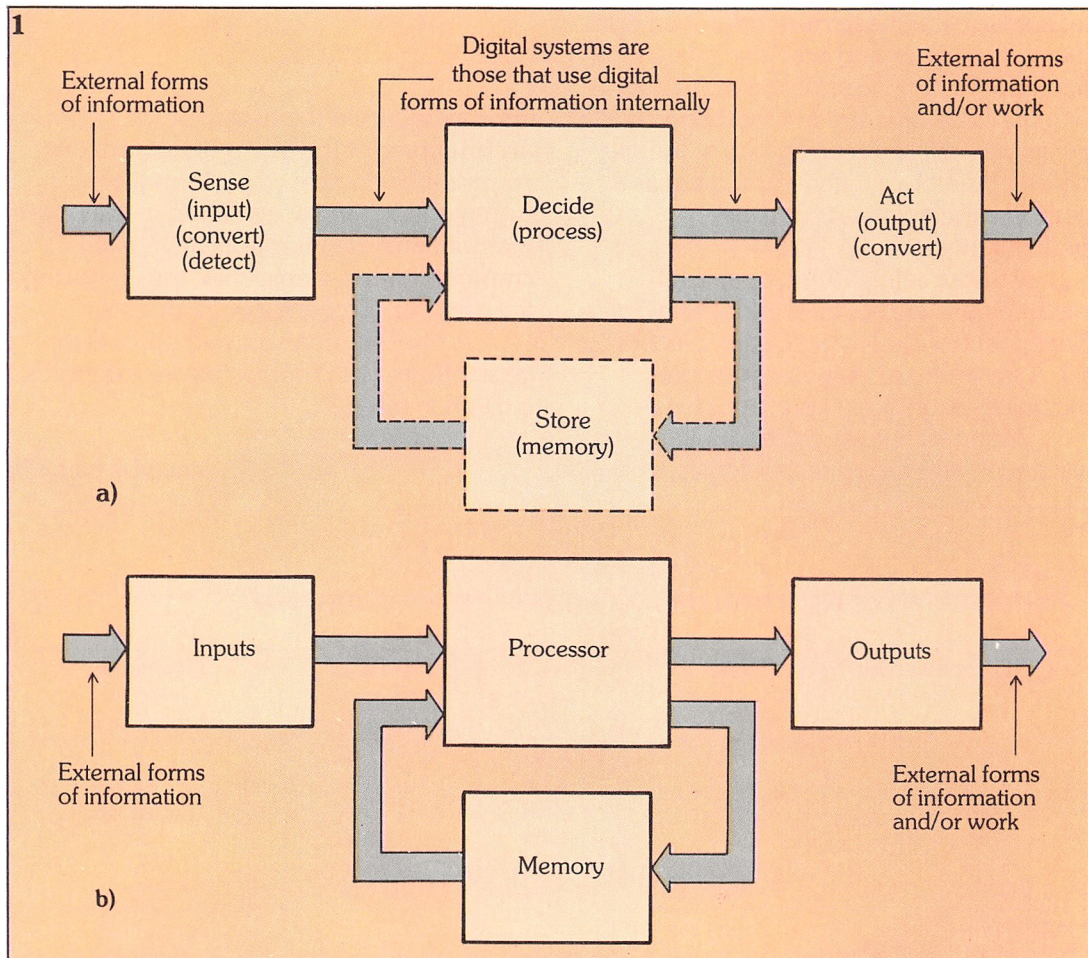 1
External forms
of information
Digital systems are
those that use digital
forms of information internally
External forms
of information
and/or work
Sense
(input)
(convert)
(detect)
Decide
(process)
Act
(output)
(convert)
Store
(memory)
a)
Inputs
Processor
Outputs
External forms
of information
External forms
of information
and/or work
Memory
b)